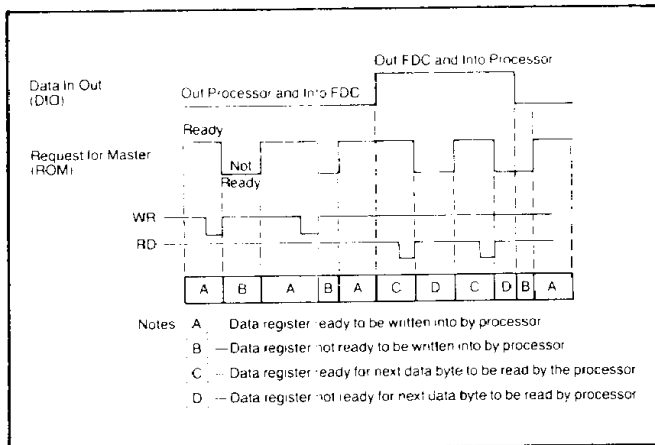 Out FDC and Into Processor
Data In Out
(DIO)
Out Processor and Into FDC
Ready
Request for Master
(ROM)
Not
Ready
WR
RD
A B A B A C D C D B A
Notes A Data register ready to be written into by processor
B — Data register not ready to be written into by processor
C — Data register ready for next data byte to be read by the processor
D — Data register not ready for next data byte to be read by processor